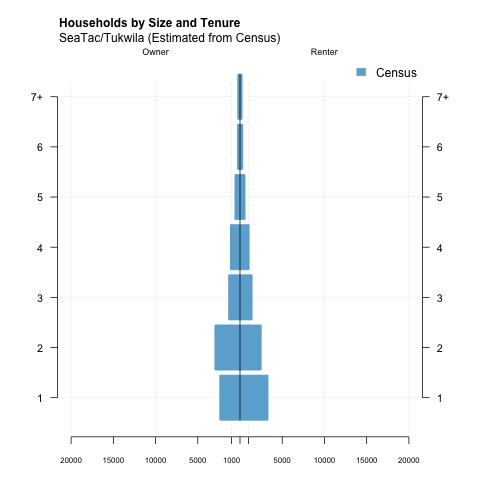 Households by Size and Tenure
SeaTac/Tukwila (Estimated from Census)
Owner Renter
Census
7+ 7+
6 6
5 5
4 4
3 3
2 2
1 1
20000 15000 10000 5000 1000 5000 10000 15000 20000